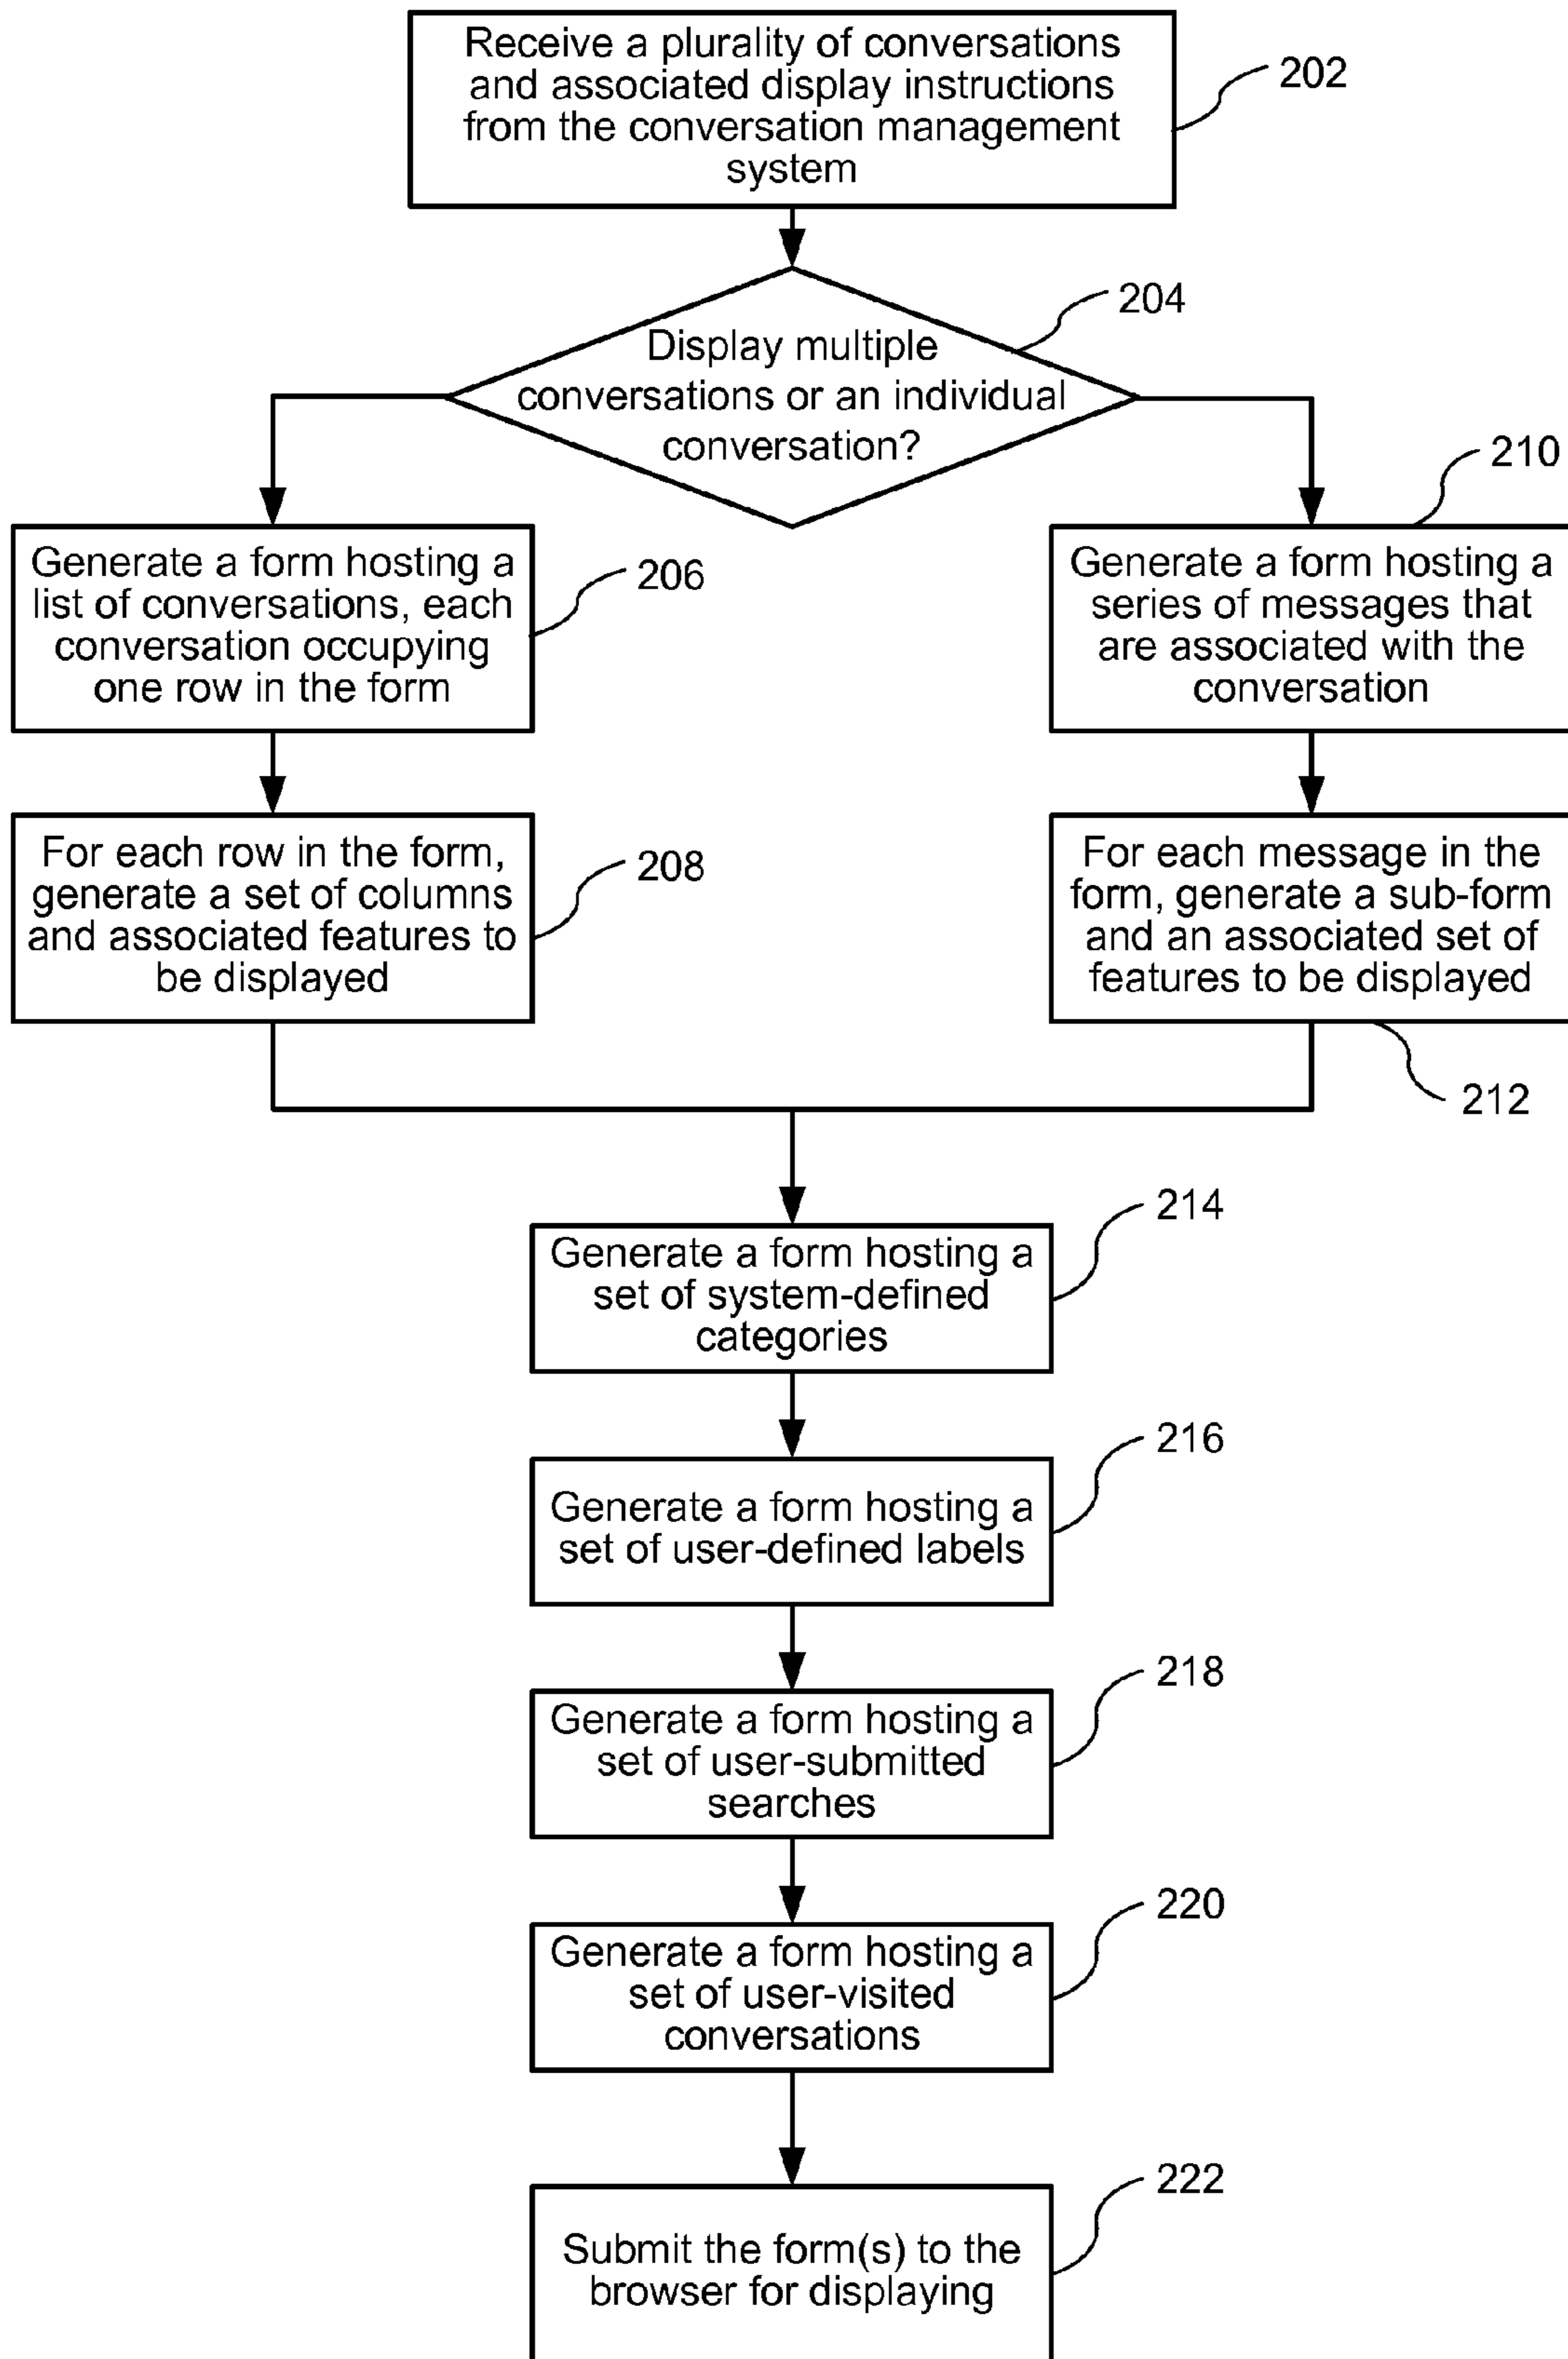 Receive a plurality of conversations
and associated display instructions
from the conversation management
system
202
204
Display multiple
conversations or an individual
conversation?
210
Generate a form hosting a
list of conversations, each
conversation occupying
one row in the form
206
Generate a form hosting a
series of messages that
are associated with the
conversation
For each row in the form,
generate a set of columns
and associated features to
be displayed
208
For each message in the
form, generate a sub-form
and an associated set of
features to be displayed
212
214
Generate a form hosting a
set of system-defined
categories
216
Generate a form hosting a
set of user-defined labels
218
Generate a form hosting a
set of user-submitted
searches
220
Generate a form hosting a
set of user-visited
conversations
222
Submit the form(s) to the
browser for displaying